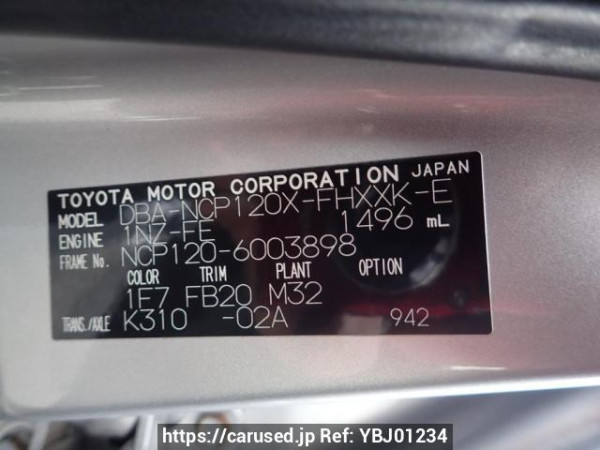 TOYOTA MOTOR CORPORATION JAPAN
MODEL DBA-NCP120X-FHXXK-E
ENGINE 1NZ-FE 1496 mL
FRAME No. NCP120-6003898
COLOR TRIM PLANT OPTION
1E7 FB20 M32
TRANS./AXLE K310 -02A 942
https://carused.jp Ref: YBJ01234